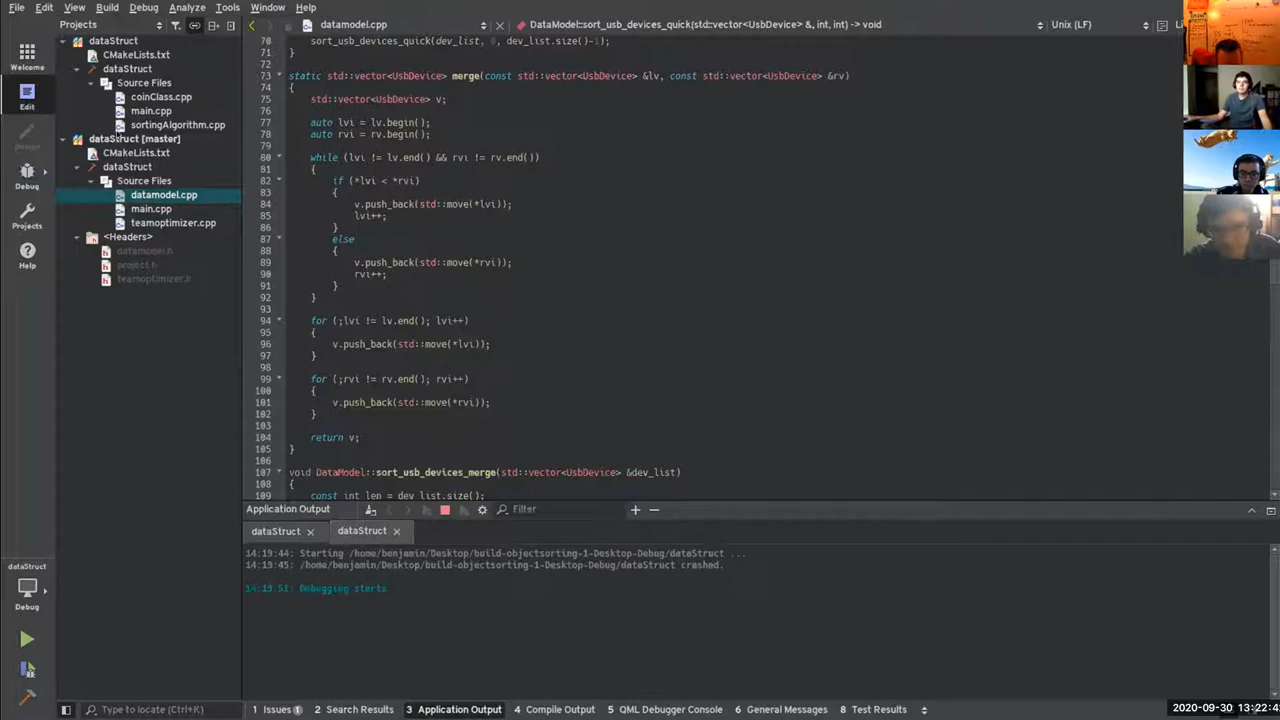 File Edit View Build Debug Analyze Tools Window Help
Projects
datamodel.cpp
DataModel::sort_usb_devices_quick(std::vector<UsbDevice> &, int, int) -> void
Unix (LF)
Welcome
Edit
Debug
Projects
Help
dataStruct
Debug
dataStruct
CMakeLists.txt
dataStruct
Source Files
coinClass.cpp
main.cpp
sortingAlgorithm.cpp
dataStruct [master]
CMakeLists.txt
dataStruct
Source Files
datamodel.cpp
main.cpp
teamoptimizer.cpp
<Headers>
datamodel.h
project.h
teamoptimizer.h
70 sort_usb_devices_quick(dev_list, 0, dev_list.size()-1);
71 }
72
73 static std::vector<UsbDevice> merge(const std::vector<UsbDevice> &lv, const std::vector<UsbDevice> &rv)
74 {
75 std::vector<UsbDevice> v;
76
77 auto lvi = lv.begin();
78 auto rvi = rv.begin();
79
80 while (lvi != lv.end() && rvi != rv.end())
81 {
82 if (*lvi < *rvi)
83 {
84 v.push_back(std::move(*lvi));
85 lvi++;
86 }
87 else
88 {
89 v.push_back(std::move(*rvi));
90 rvi++;
91 }
92 }
93
94 for (;lvi != lv.end(); lvi++)
95 {
96 v.push_back(std::move(*lvi));
97 }
98
99 for (;rvi != rv.end(); rvi++)
100 {
101 v.push_back(std::move(*rvi));
102 }
103
104 return v;
105 }
106
107 void DataModel::sort_usb_devices_merge(std::vector<UsbDevice> &dev_list)
108 {
109 const int len = dev_list.size();
Application Output
Filter
dataStruct
dataStruct
14:19:44: Starting /home/benjamin/Desktop/build-objectsorting-1-Desktop-Debug/dataStruct ...
14:19:45: /home/benjamin/Desktop/build-objectsorting-1-Desktop-Debug/dataStruct crashed.
14:19:51: Debugging starts
Type to locate (Ctrl+K)
1 Issues 1
2 Search Results
3 Application Output
4 Compile Output
5 QML Debugger Console
6 General Messages
8 Test Results
2020-09-30 13:22:4